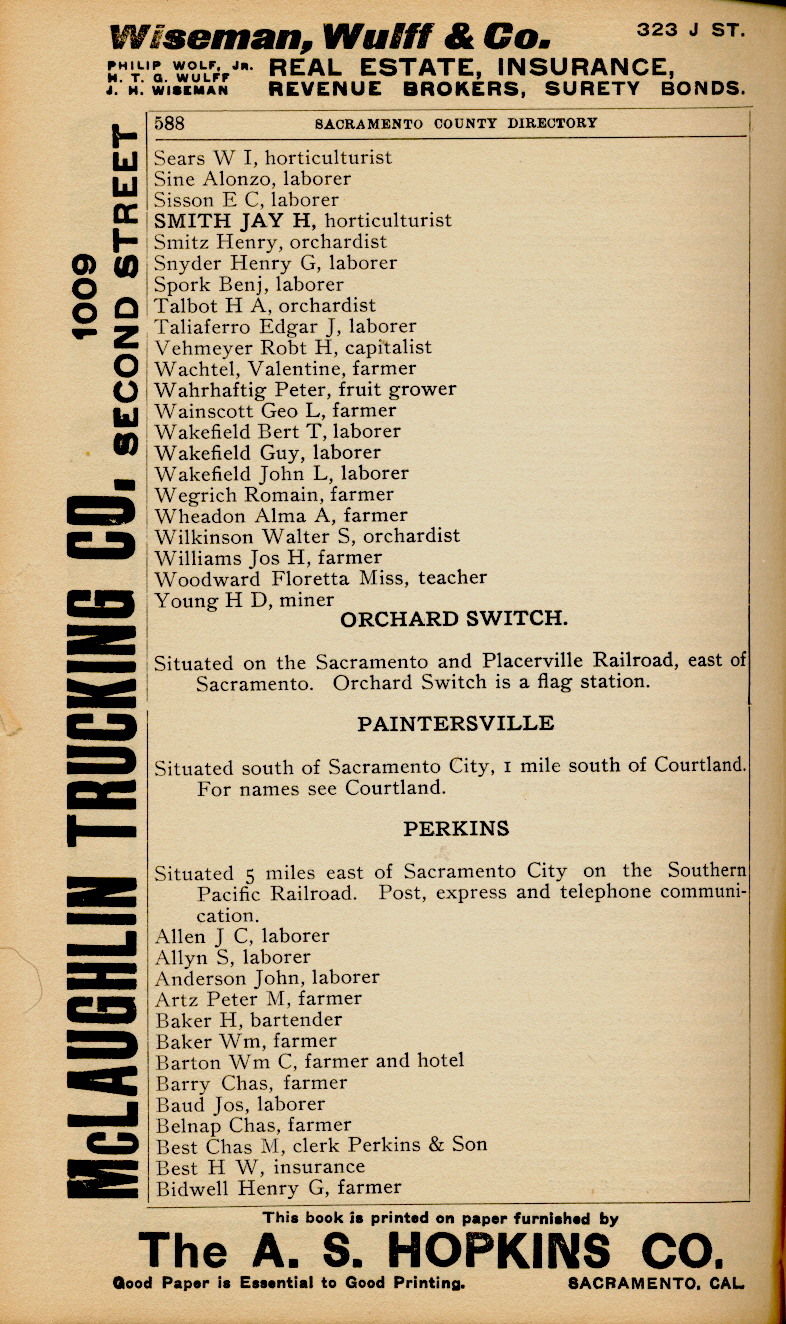 Wiseman, Wulff & Co. 323 J ST.
PHILIP WOLF, JR. REAL ESTATE, INSURANCE,
H. T. G. WULFF
J. H. WISEMAN REVENUE BROKERS, SURETY BONDS.
588 SACRAMENTO COUNTY DIRECTORY
Sears W I, horticulturist
Sine Alonzo, laborer
Sisson E C, laborer
SMITH JAY H, horticulturist
Smitz Henry, orchardist
Snyder Henry G, laborer
Spork Benj, laborer
Talbot H A, orchardist
Taliaferro Edgar J, laborer
Vehmeyer Robt H, capitalist
Wachtel, Valentine, farmer
Wahrhaftig Peter, fruit grower
Wainscott Geo L, farmer
Wakefield Bert T, laborer
Wakefield Guy, laborer
Wakefield John L, laborer
Wegrich Romain, farmer
Wheadon Alma A, farmer
Wilkinson Walter S, orchardist
Williams Jos H, farmer
Woodward Floretta Miss, teacher
Young H D, miner
ORCHARD SWITCH.
Situated on the Sacramento and Placerville Railroad, east of
Sacramento. Orchard Switch is a flag station.
PAINTERSVILLE
Situated south of Sacramento City, 1 mile south of Courtland.
For names see Courtland.
PERKINS
Situated 5 miles east of Sacramento City on the Southern
Pacific Railroad. Post, express and telephone communi-
cation.
Allen J C, laborer
Allyn S, laborer
Anderson John, laborer
Artz Peter M, farmer
Baker H, bartender
Baker Wm, farmer
Barton Wm C, farmer and hotel
Barry Chas, farmer
Baud Jos, laborer
Belnap Chas, farmer
Best Chas M, clerk Perkins & Son
Best H W, insurance
Bidwell Henry G, farmer
McLAUGHLIN TRUCKING CO. 1009
SECOND STREET
This book is printed on paper furnished by
The A. S. HOPKINS CO.
Good Paper is Essential to Good Printing. SACRAMENTO, CAL.